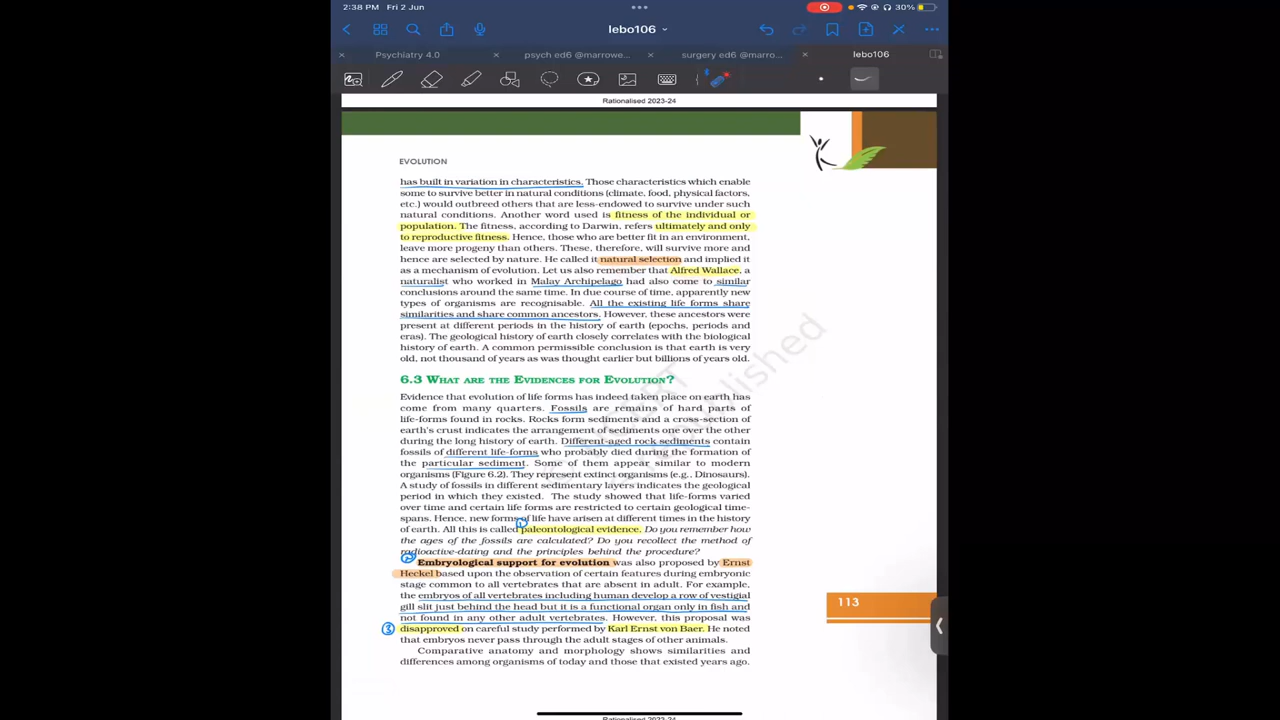 2:38 PM Fri 2 Jun
30%
lebo106
Psychiatry 4.0
psych ed6 @marrowe...
surgery ed6 @marro...
lebo106
Rationalised 2023-24
EVOLUTION
has built in variation in characteristics. Those characteristics which enable
some to survive better in natural conditions (climate, food, physical factors,
etc.) would outbreed others that are less-endowed to survive under such
natural conditions. Another word used is fitness of the individual or
population. The fitness, according to Darwin, refers ultimately and only
to reproductive fitness. Hence, those who are better fit in an environment,
leave more progeny than others. These, therefore, will survive more and
hence are selected by nature. He called it natural selection and implied it
as a mechanism of evolution. Let us also remember that Alfred Wallace, a
naturalist who worked in Malay Archipelago had also come to similar
conclusions around the same time. In due course of time, apparently new
types of organisms are recognisable. All the existing life forms share
similarities and share common ancestors. However, these ancestors were
present at different periods in the history of earth (epochs, periods and
eras). The geological history of earth closely correlates with the biological
history of earth. A common permissible conclusion is that earth is very
old, not thousand of years as was thought earlier but billions of years old.
6.3 WHAT ARE THE EVIDENCES FOR EVOLUTION?
Evidence that evolution of life forms has indeed taken place on earth has
come from many quarters. Fossils are remains of hard parts of
life-forms found in rocks. Rocks form sediments and a cross-section of
earth's crust indicates the arrangement of sediments one over the other
during the long history of earth. Different-aged rock sediments contain
fossils of different life-forms who probably died during the formation of
the particular sediment. Some of them appear similar to modern
organisms (Figure 6.2). They represent extinct organisms (e.g., Dinosaurs).
A study of fossils in different sedimentary layers indicates the geological
period in which they existed. The study showed that life-forms varied
over time and certain life forms are restricted to certain geological time-
spans. Hence, new forms of life have arisen at different times in the history
of earth. All this is called paleontological evidence. Do you remember how
the ages of the fossils are calculated? Do you recollect the method of
radioactive-dating and the principles behind the procedure?
Embryological support for evolution was also proposed by Ernst
Heckel based upon the observation of certain features during embryonic
stage common to all vertebrates that are absent in adult. For example,
the embryos of all vertebrates including human develop a row of vestigial
gill slit just behind the head but it is a functional organ only in fish and
not found in any other adult vertebrates. However, this proposal was
3 disapproved on careful study performed by Karl Ernst von Baer. He noted
that embryos never pass through the adult stages of other animals.
Comparative anatomy and morphology shows similarities and
differences among organisms of today and those that existed years ago.
113
Rationalised 2023-24